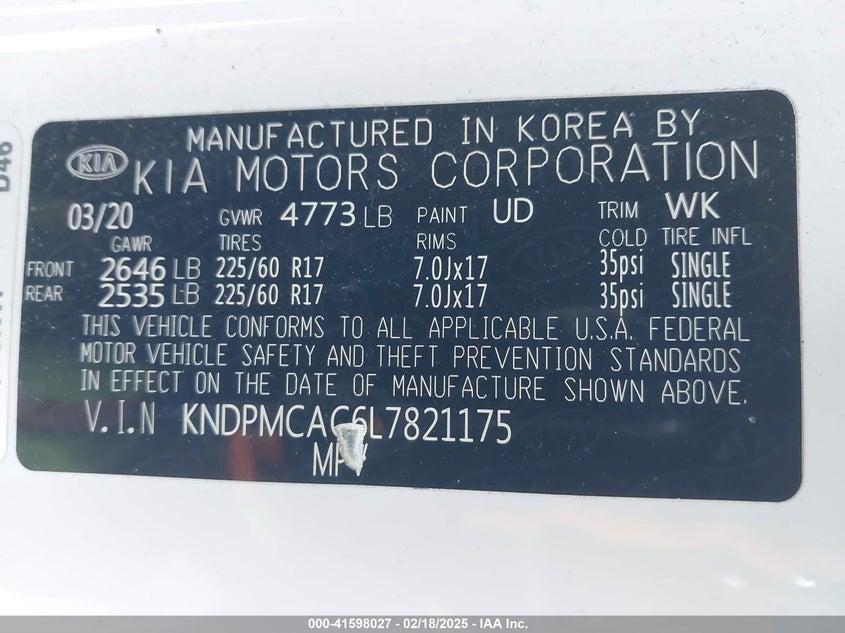 MANUFACTURED IN KOREA BY
KIA KIA MOTORS CORPORATION
03/20 GVWR 4773 LB PAINT UD TRIM WK
GAWR TIRES RIMS COLD TIRE INFL
FRONT 2646 LB 225/60 R17 7.0Jx17 35psi SINGLE
REAR 2535 LB 225/60 R17 7.0Jx17 35psi SINGLE
THIS VEHICLE CONFORMS TO ALL APPLICABLE U.S.A. FEDERAL
MOTOR VEHICLE SAFETY AND THEFT PREVENTION STANDARDS
IN EFFECT ON THE DATE OF MANUFACTURE SHOWN ABOVE.
V.I.N KNDPMCAC6L7821175
MPV
D46
000-41598027 - 02/18/2025 - IAA Inc.